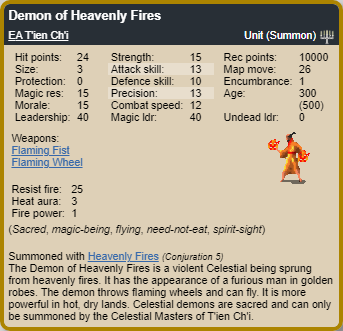 Demon of Heavenly Fires
EA T'ien Ch'i Unit (Summon)
Hit points: 24 Strength: 15 Rec points: 10000
Size: 3 Attack skill: 13 Map move: 26
Protection: 0 Defence skill: 10 Encumbrance: 1
Magic res: 15 Precision: 13 Age: 300
Morale: 15 Combat speed: 12 (500)
Leadership: 40 Magic ldr: 40 Undead ldr: 0
Weapons:
Flaming Fist
Flaming Wheel
Resist fire: 25
Heat aura: 3
Fire power: 1
(Sacred, magic-being, flying, need-not-eat, spirit-sight)
Summoned with Heavenly Fires (Conjuration 5)
The Demon of Heavenly Fires is a violent Celestial being sprung
from heavenly fires. It has the appearance of a furious man in golden
robes. The demon throws flaming wheels and can fly. It is more
powerful in hot, dry lands. Celestial demons are sacred and can only
be summoned by the Celestial Masters of T'ien Ch'i.